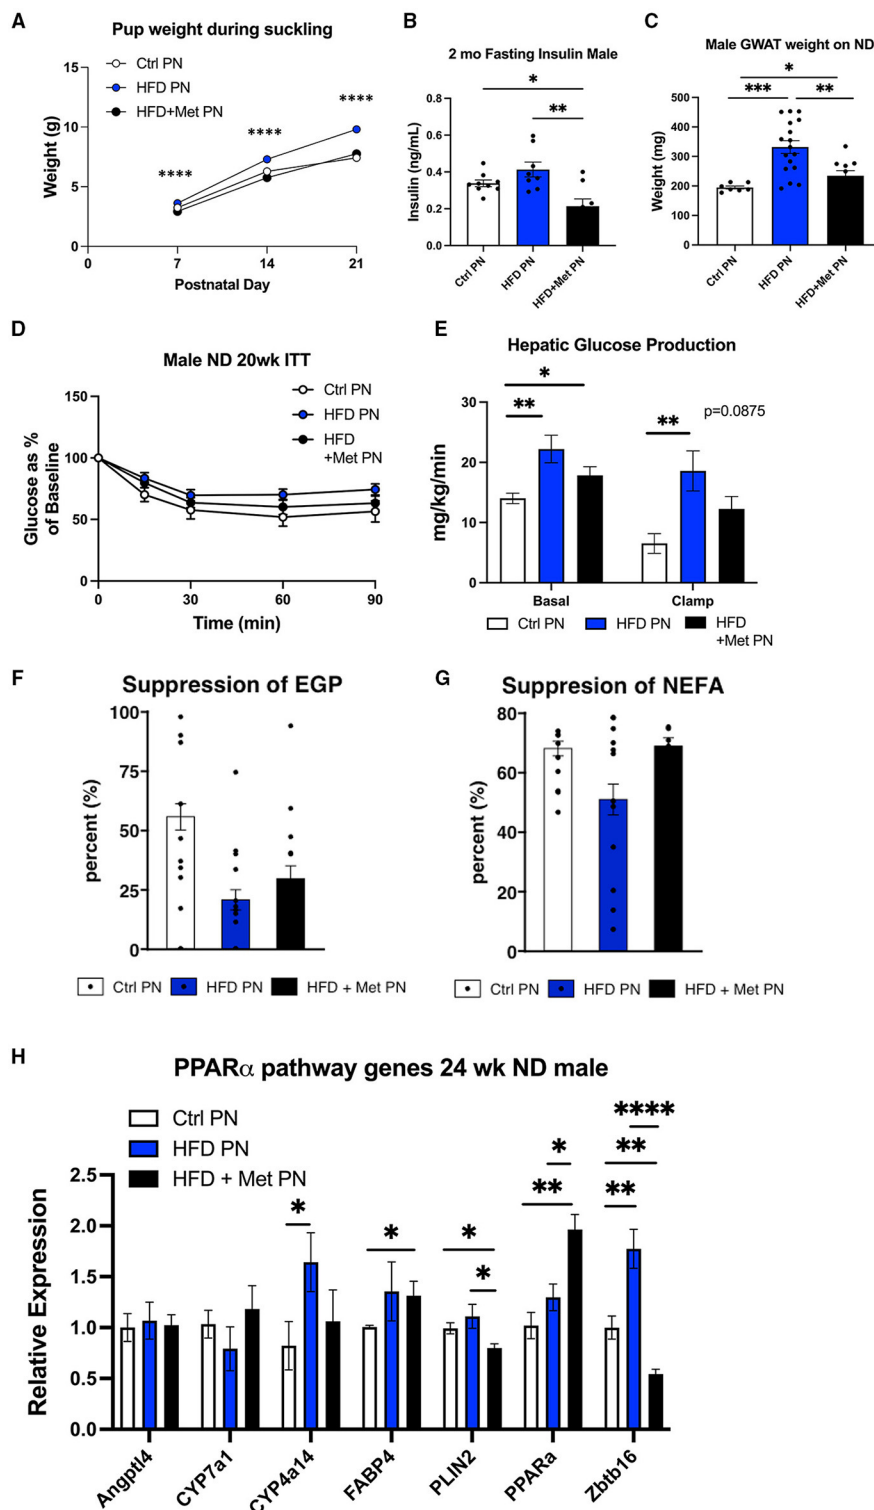 A
Pup weight during suckling
Ctrl PN
HFD PN
HFD+Met PN
15
10
5
0
Weight (g)
****
****
****
0
7
14
21
Postnatal Day
B
2 mo Fasting Insulin Male
*
**
0.8
0.6
0.4
0.2
0.0
Insulin (ng/mL)
Ctrl PN
HFD PN
HFD+Met PN
C
Male GWAT weight on ND
*
***
**
500
400
300
200
100
0
Weight (mg)
Ctrl PN
HFD PN
HFD+Met PN
D
Male ND 20wk ITT
Ctrl PN
HFD PN
HFD
+Met PN
150
100
50
0
Glucose as %
of Baseline
0
30
60
90
Time (min)
E
Hepatic Glucose Production
*
**
**
p=0.0875
30
20
10
0
mg/kg/min
Basal
Clamp
Ctrl PN
HFD PN
HFD
+Met PN
F
Suppression of EGP
100
75
50
25
0
percent (%)
Ctrl PN
HFD PN
HFD + Met PN
G
Suppresion of NEFA
80
60
40
20
0
percent (%)
Ctrl PN
HFD PN
HFD + Met PN
H
PPARα pathway genes 24 wk ND male
Ctrl PN
HFD PN
HFD + Met PN
2.5
2.0
1.5
1.0
0.5
0.0
Relative Expression
*
*
*
*
*
**
****
**
**
Angptl4
CYP7a1
CYP4a14
FABP4
PLIN2
PPARa
Zbtb16